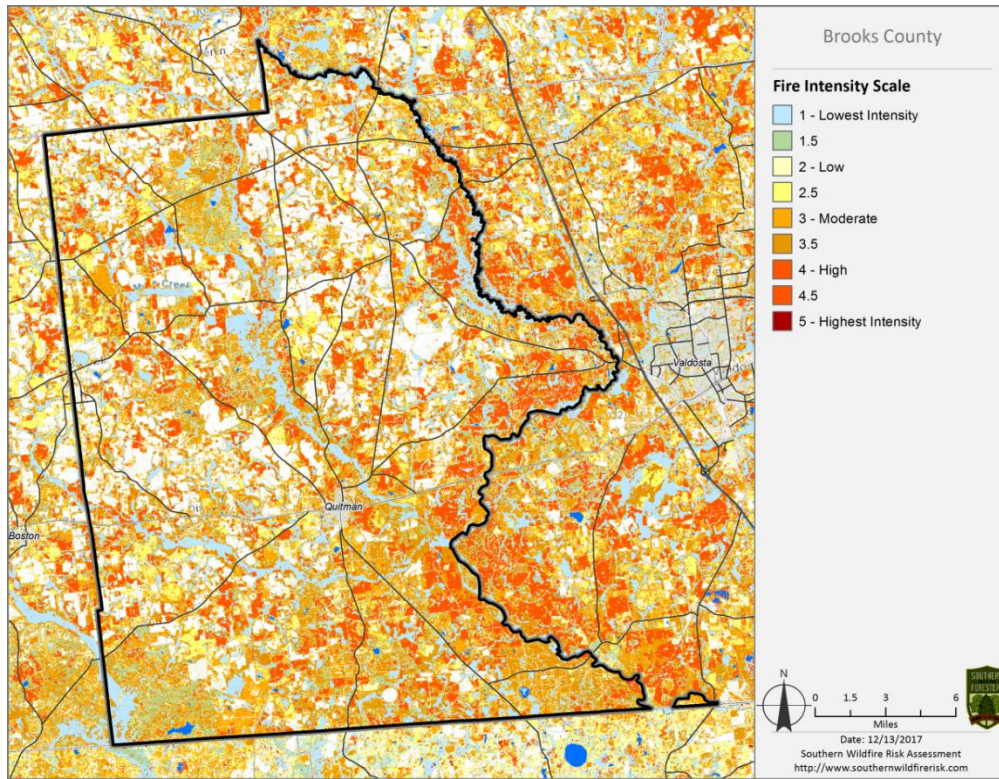 Brooks County
Fire Intensity Scale
1 - Lowest Intensity
1.5
2 - Low
2.5
3 - Moderate
3.5
4 - High
4.5
5 - Highest Intensity
Valdosta
Quitman
Boston
N
0 1.5 3 6
Miles
SOUTHERN
Date: 12/13/2017
Southern Wildfire Risk Assessment
http://www.southernwildfirerisk.com